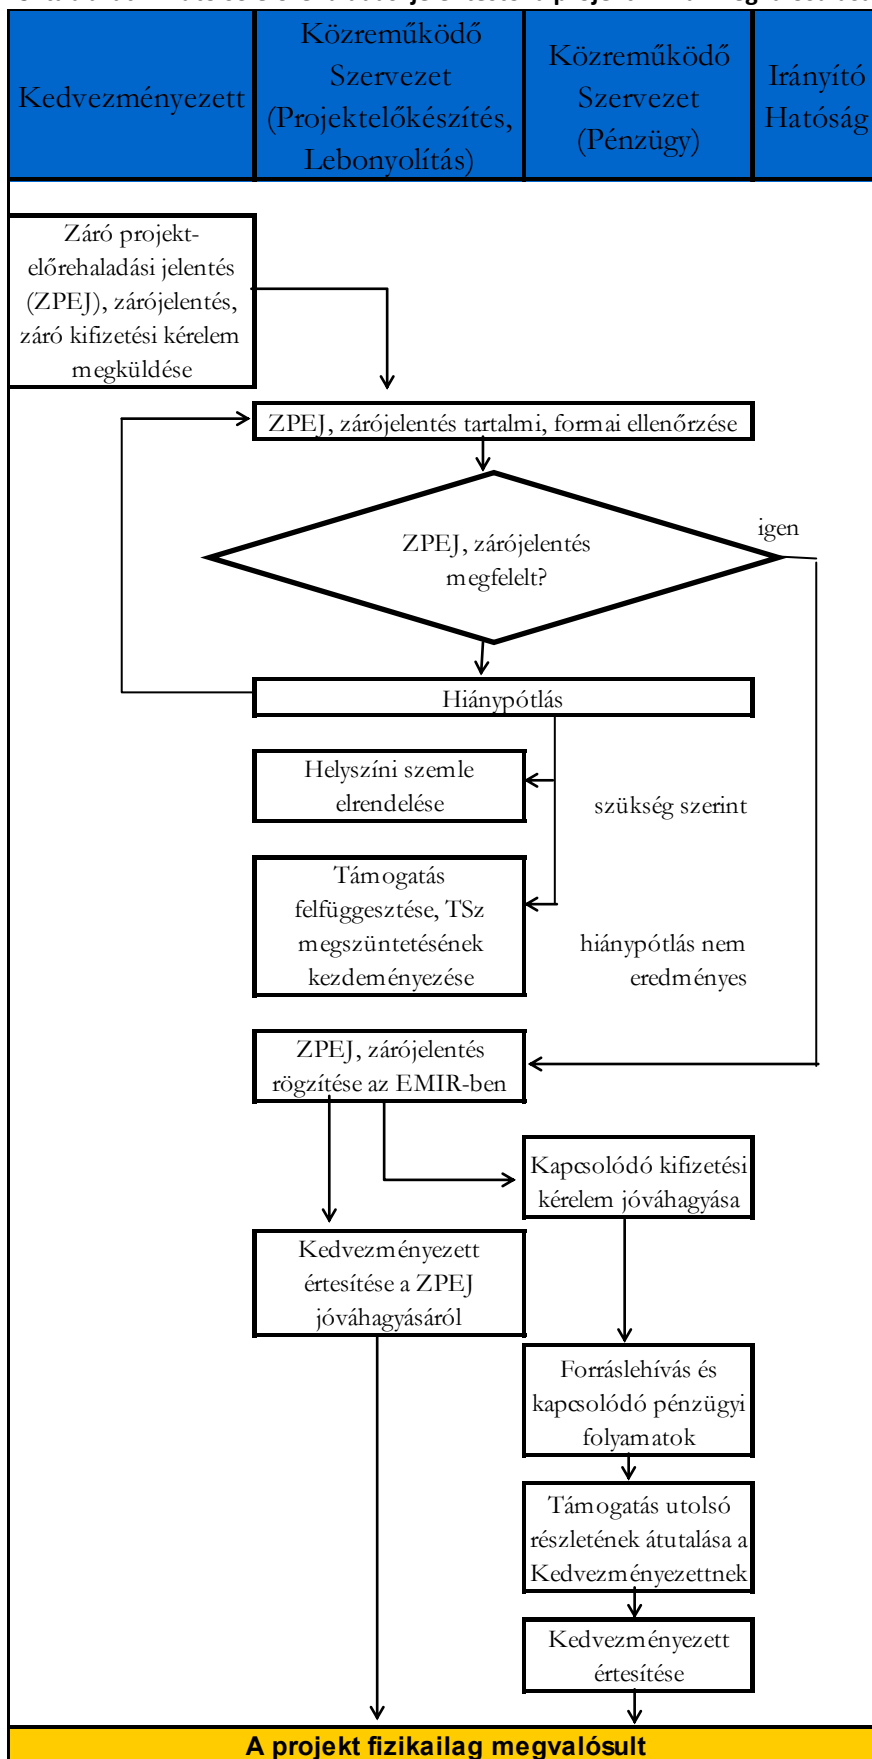 Kedvezményezett
Közreműködő
Szervezet
(Projektelőkészítés,
Lebonyolítás)
Közreműködő
Szervezet
(Pénzügy)
Irányító
Hatóság
Záró projekt-
előrehaladási jelentés
(ZPEJ), zárójelentés,
záró kifizetési kérelem
megküldése
ZPEJ, zárójelentés tartalmi, formai ellenőrzése
ZPEJ, zárójelentés
megfelelt?
igen
Hiánypótlás
Helyszíni szemle
elrendelése
szükség szerint
Támogatás
felfüggesztése, TSz
megszüntetésének
kezdeményezése
hiánypótlás nem
eredményes
ZPEJ, zárójelentés
rögzítése az EMIR-ben
Kapcsolódó kifizetési
kérelem jóváhagyása
Kedvezményezett
értesítése a ZPEJ
jóváhagyásáról
Forráslehívás és
kapcsolódó pénzügyi
folyamatok
Támogatás utolsó
részletének átutalása a
Kedvezményezettnek
Kedvezményezett
értesítése
A projekt fizikailag megvalósult